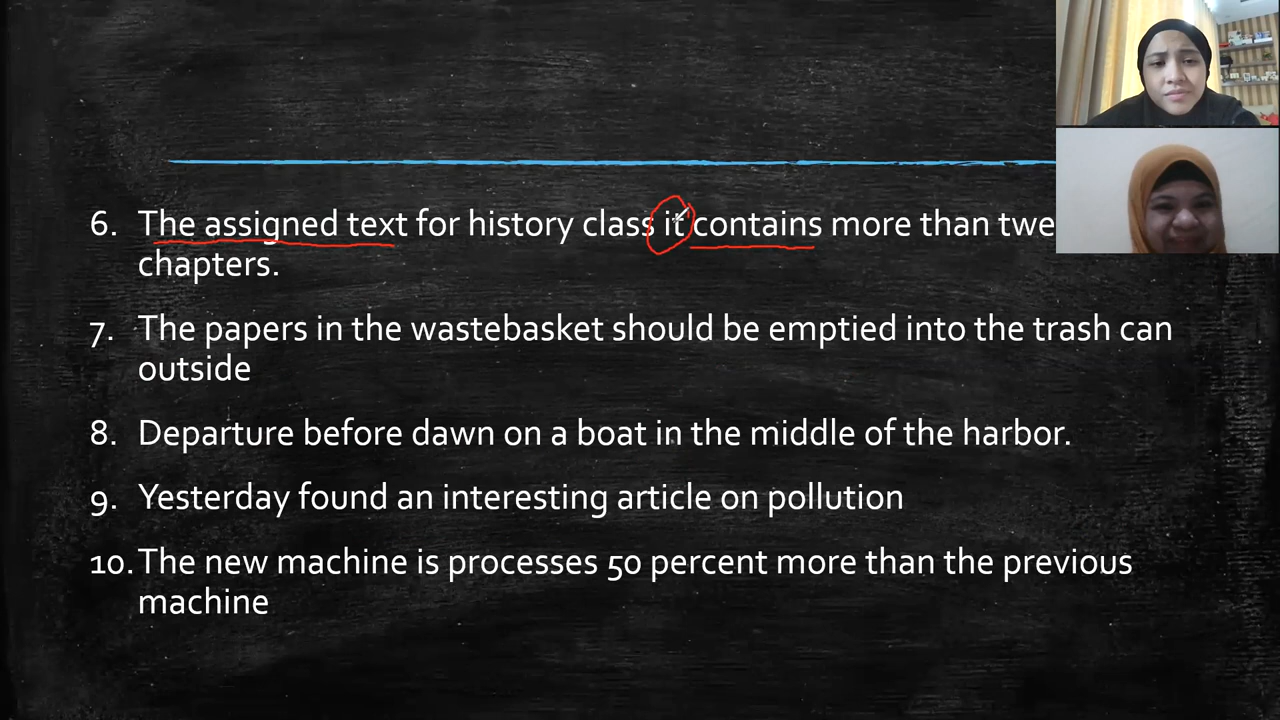 6. The assigned text for history class it contains more than
chapters.
7. The papers in the wastebasket should be emptied into the trash can
outside
8. Departure before dawn on a boat in the middle of the harbor.
9. Yesterday found an interesting article on pollution
10. The new machine is processes 50 percent more than the previous
machine